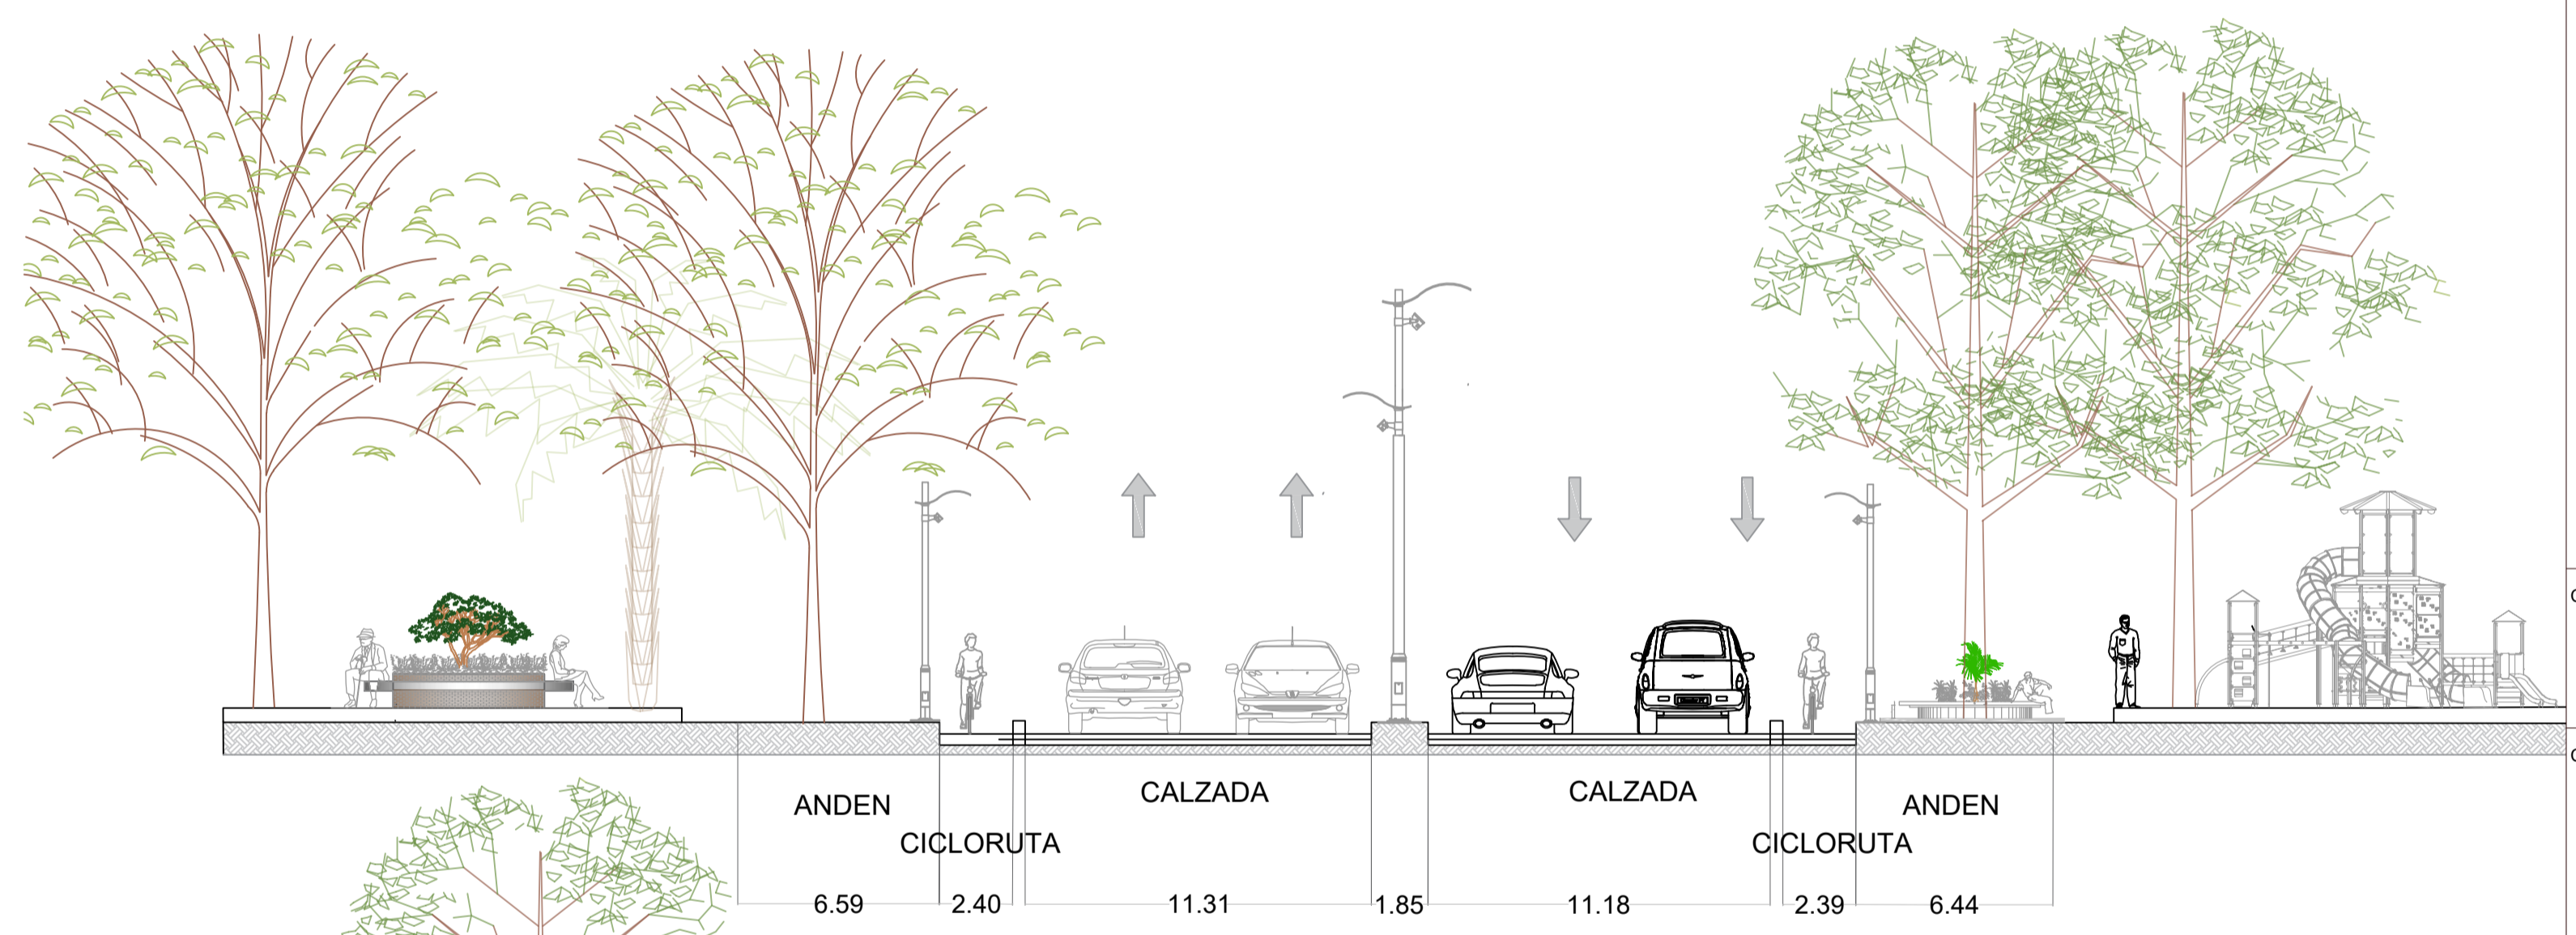 ANDEN
CICLORUTA
CALZADA
CALZADA
CICLORUTA
ANDEN
6.59 2.40 11.31 1.85 11.18 2.39 6.44